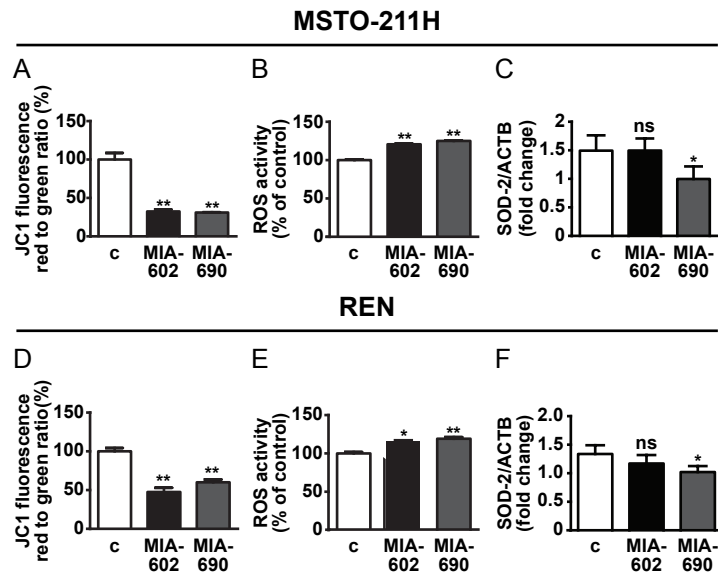 MSTO-211H
A
B
C
JC1 fluorescence
red to green ratio (%)
150
100
50
0
**
**
c
MIA-
602
MIA-
690
ROS activity
(% of control)
150
100
50
0
**
**
c
MIA-
602
MIA-
690
SOD-2/ACTB
(fold change)
2
1.5
1
0.5
0
ns
*
c
MIA-
602
MIA-
690
REN
D
E
F
JC1 fluorescence
red to green ratio(%)
150
100
50
0
**
**
c
MIA-
602
MIA-
690
ROS activity
(% of control)
150
100
50
0
*
**
c
MIA-
602
MIA-
690
SOD-2/ACTB
(fold change)
2.0
1.5
1.0
0.5
0
ns
*
c
MIA-
602
MIA-
690